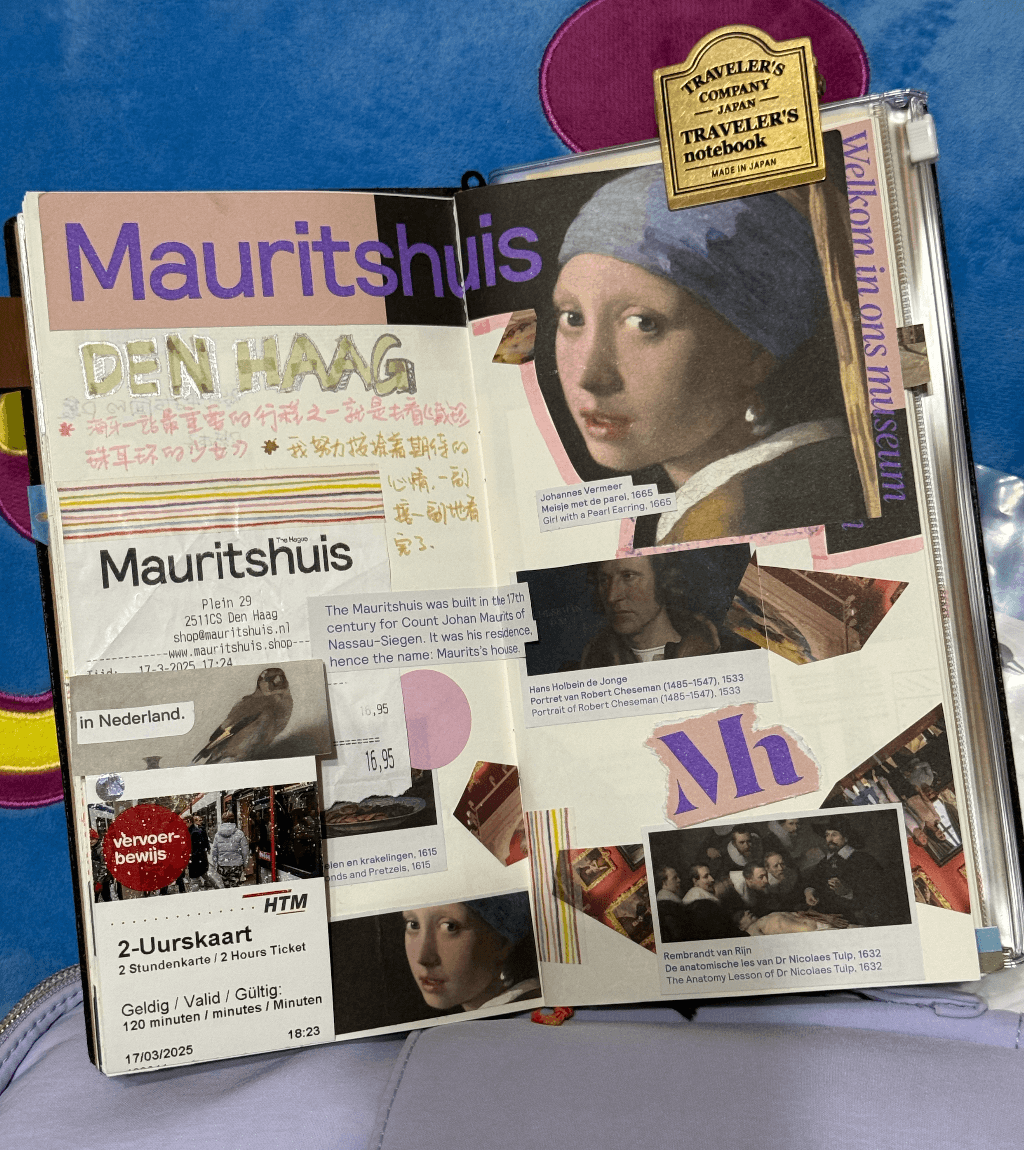 TRAVELER'S
COMPANY
JAPAN
TRAVELER'S
notebook
MADE IN JAPAN
Mauritshuis
Welkom in ons museum
DEN HAAG
海牙一站最重要的行程之一就是去看《戴珍
珠耳环的少女》 我努力按捺着期待的
心情,一刻
完了.
The Hague
Mauritshuis
Plein 29
2511CS Den Haag
shop@mauritshuis.nl
www.mauritshuis.shop
17-3-2025 17:24
The Mauritshuis was built in the 17th
century for Count Johan Maurits of
Nassau-Siegen. It was his residence,
hence the name: Maurits's house.
in Nederland.
16,95
16,95
vervoer-
bewijs
HTM
2-Uurskaart
2 Stundenkarte / 2 Hours Ticket
Geldig / Valid / Gültig:
120 minuten / minutes / Minuten
18:23
17/03/2025
en krakelingen, 1615
and Pretzels, 1615
Johannes Vermeer
Meisje met de parel, 1665
Girl with a Pearl Earring, 1665
Hans Holbein de Jonge
Portret van Robert Cheseman (1485-1547), 1533
Portrait of Robert Cheseman (1485-1547), 1533
Mh
Rembrandt van Rijn
De anatomische les van Dr Nicolaes Tulp, 1632
The Anatomy Lesson of Dr Nicolaes Tulp, 1632